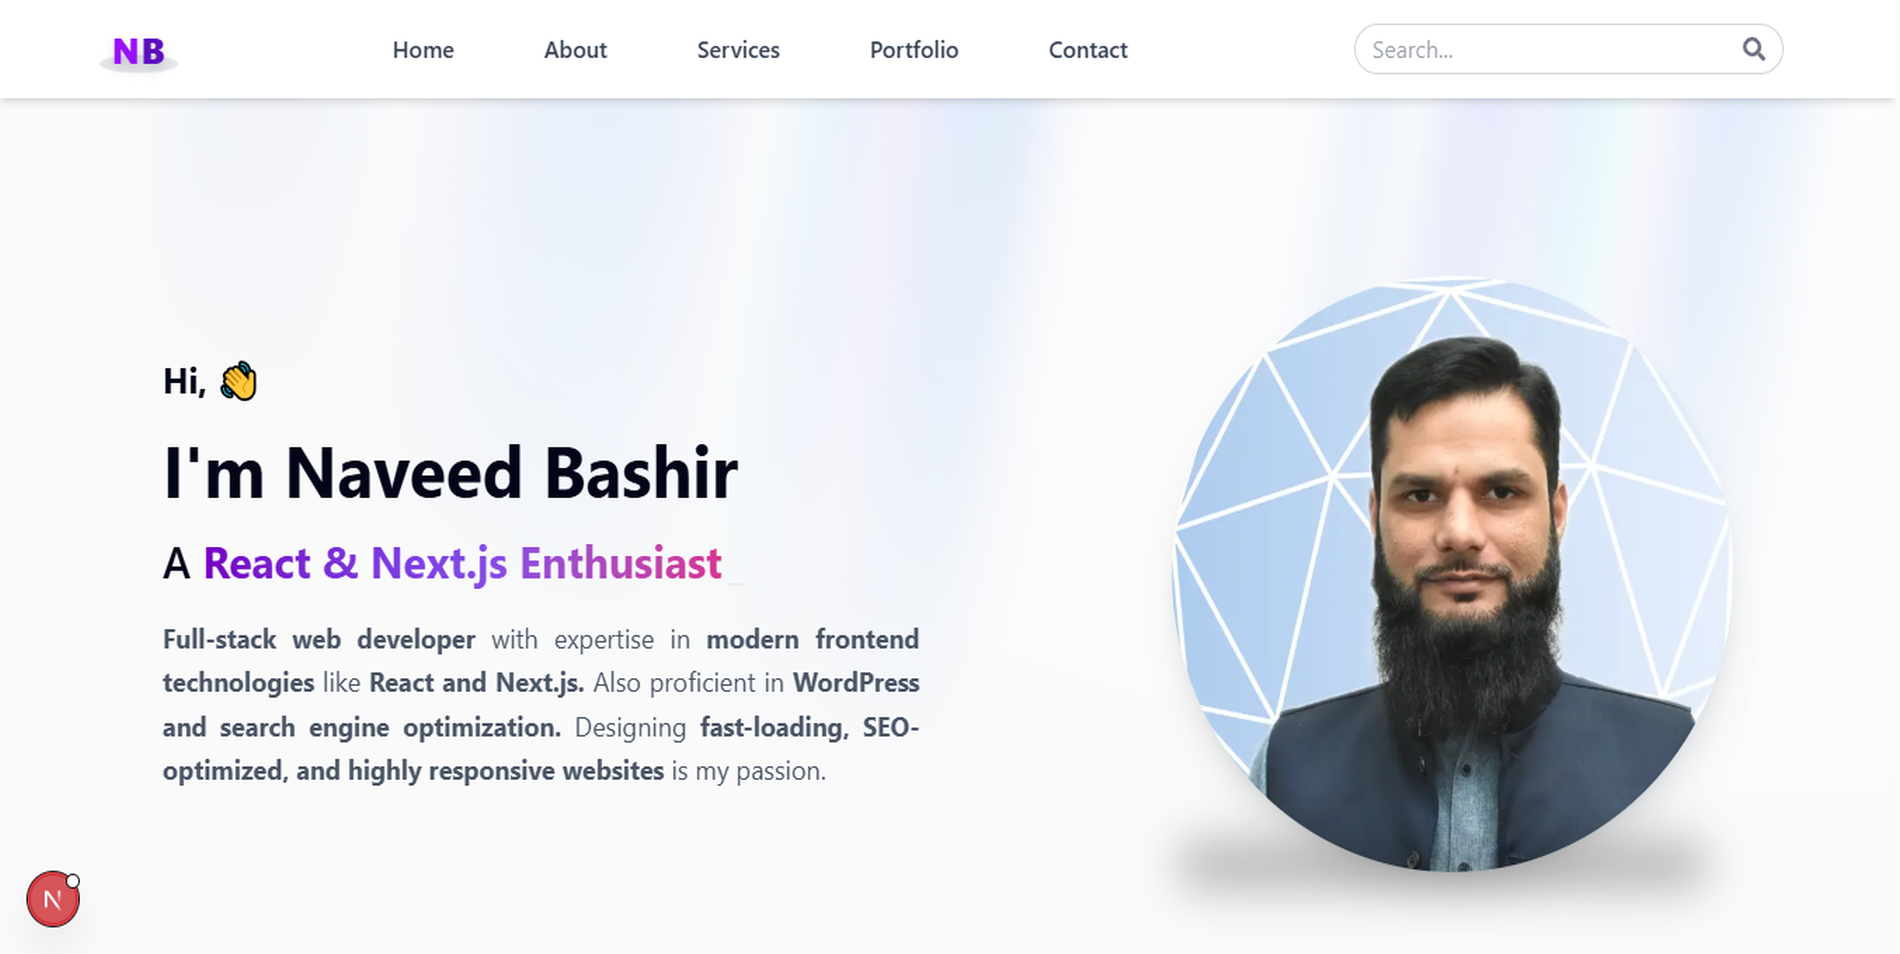 NB
Home About Services Portfolio Contact Search...
Hi, 👋
I'm Naveed Bashir
A React & Next.js Enthusiast_
Full-stack web developer with expertise in modern frontend
technologies like React and Next.js. Also proficient in WordPress
and search engine optimization. Designing fast-loading, SEO-
optimized, and highly responsive websites is my passion.
N